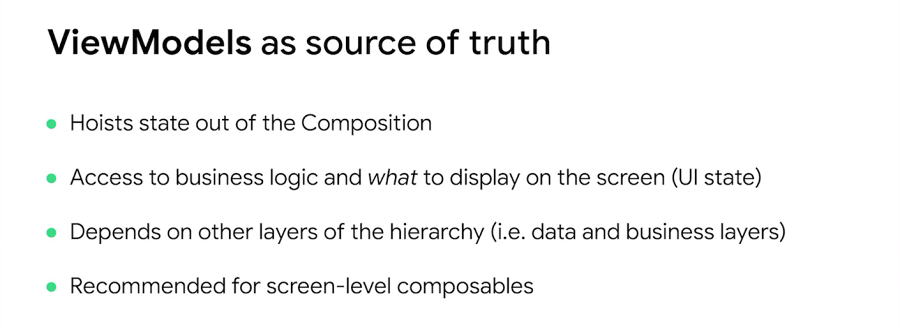 ViewModels as source of truth
Hoists state out of the Composition
Access to business logic and what to display on the screen (UI state)
Depends on other layers of the hierarchy (i.e. data and business layers)
Recommended for screen-level composables